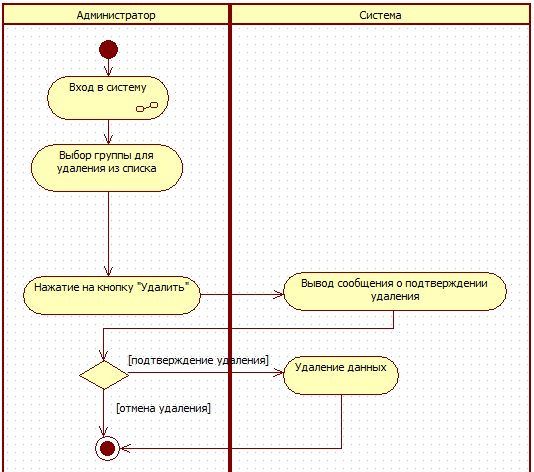 Администратор
Система
Вход в систему
Выбор группы для
удаления из списка
Нажатие на кнопку "Удалить"
Вывод сообщения о подтверждении
удаления
[подтверждение удаления]
Удаление данных
[отмена удаления]